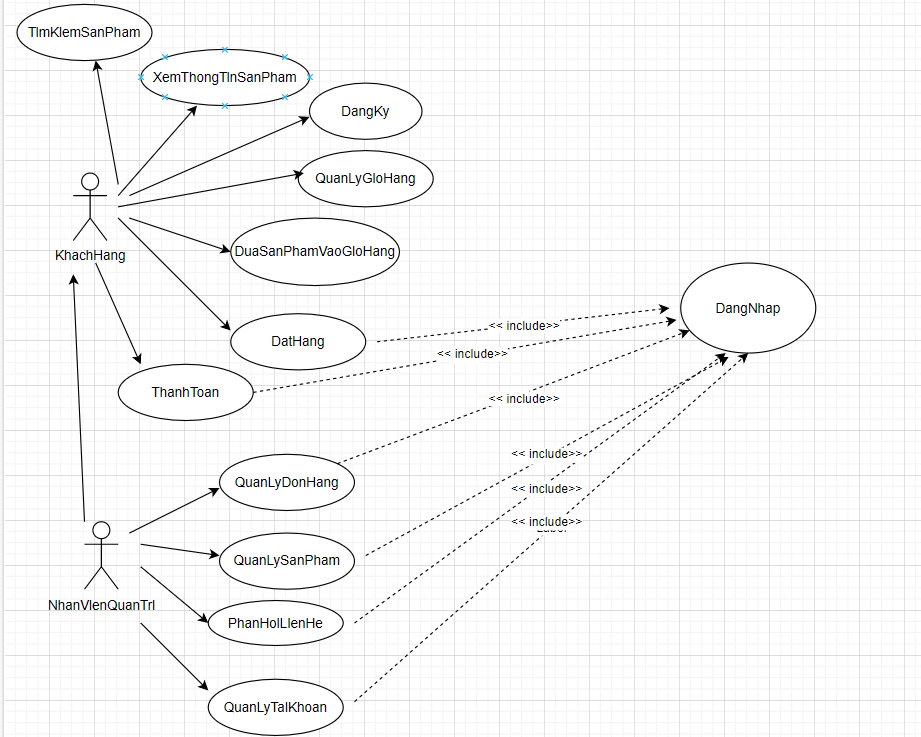 TImKIemSanPham
XemThongTInSanPham
DangKy
QuanLyGIoHang
KhachHang
DuaSanPhamVaoGIoHang
DangNhap
<< include>>
DatHang
<< include>>
ThanhToan
<< include>>
<< include>>
QuanLyDonHang
<< include>>
<< include>>
QuanLySanPham
NhanVIenQuanTrI
PhanHoILIenHe
QuanLyTaIKhoan